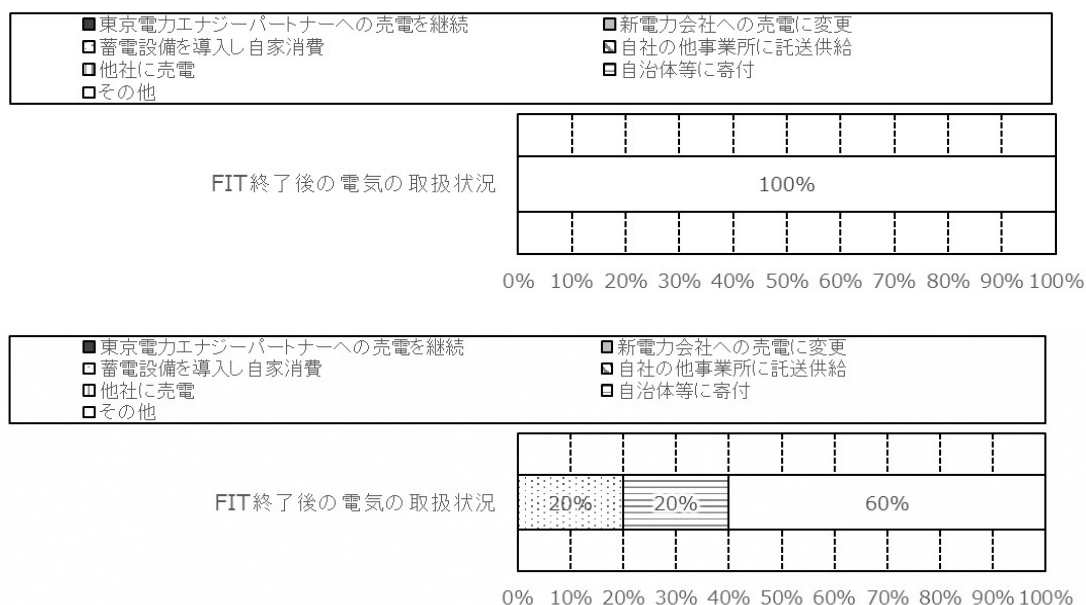 東京電力エナジーパートナーへの売電を継続 新電力会社への売電に変更
蓄電設備を導入し自家消費 自社の他事業所に託送供給
他社に売電 自治体等に寄付
その他
FIT終了後の電気の取扱状況 100%
0% 10% 20% 30% 40% 50% 60% 70% 80% 90% 100%
東京電力エナジーパートナーへの売電を継続 新電力会社への売電に変更
蓄電設備を導入し自家消費 自社の他事業所に託送供給
他社に売電 自治体等に寄付
その他
FIT終了後の電気の取扱状況 20% 20% 60%
0% 10% 20% 30% 40% 50% 60% 70% 80% 90% 100%